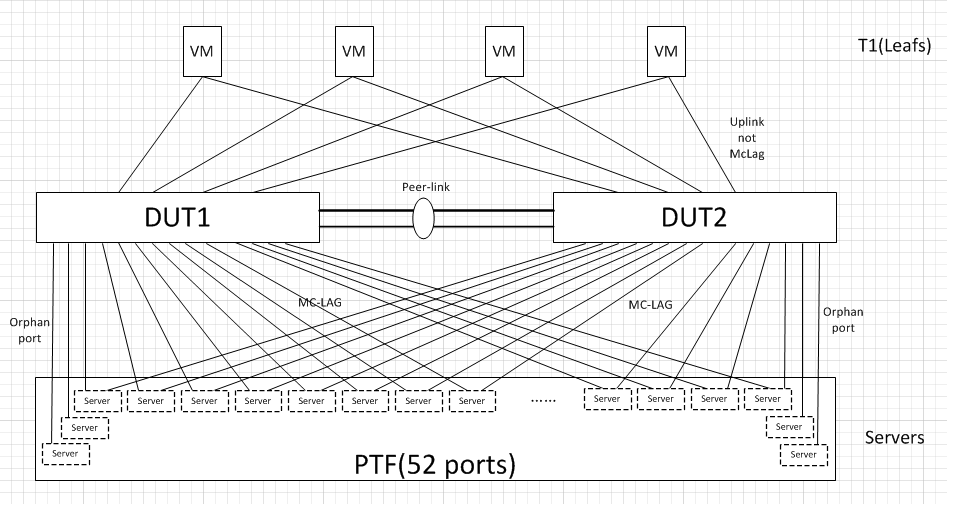 VM
VM
VM
VM
T1(Leafs)
Uplink
not
McLag
Peer-link
DUT1
DUT2
MC-LAG
MC-LAG
Orphan
port
Orphan
port
Server
Server
Server
Server
Server
Server
Server
Server
......
Server
Server
Server
Server
Server
Server
Server
Server
Servers
PTF(52 ports)